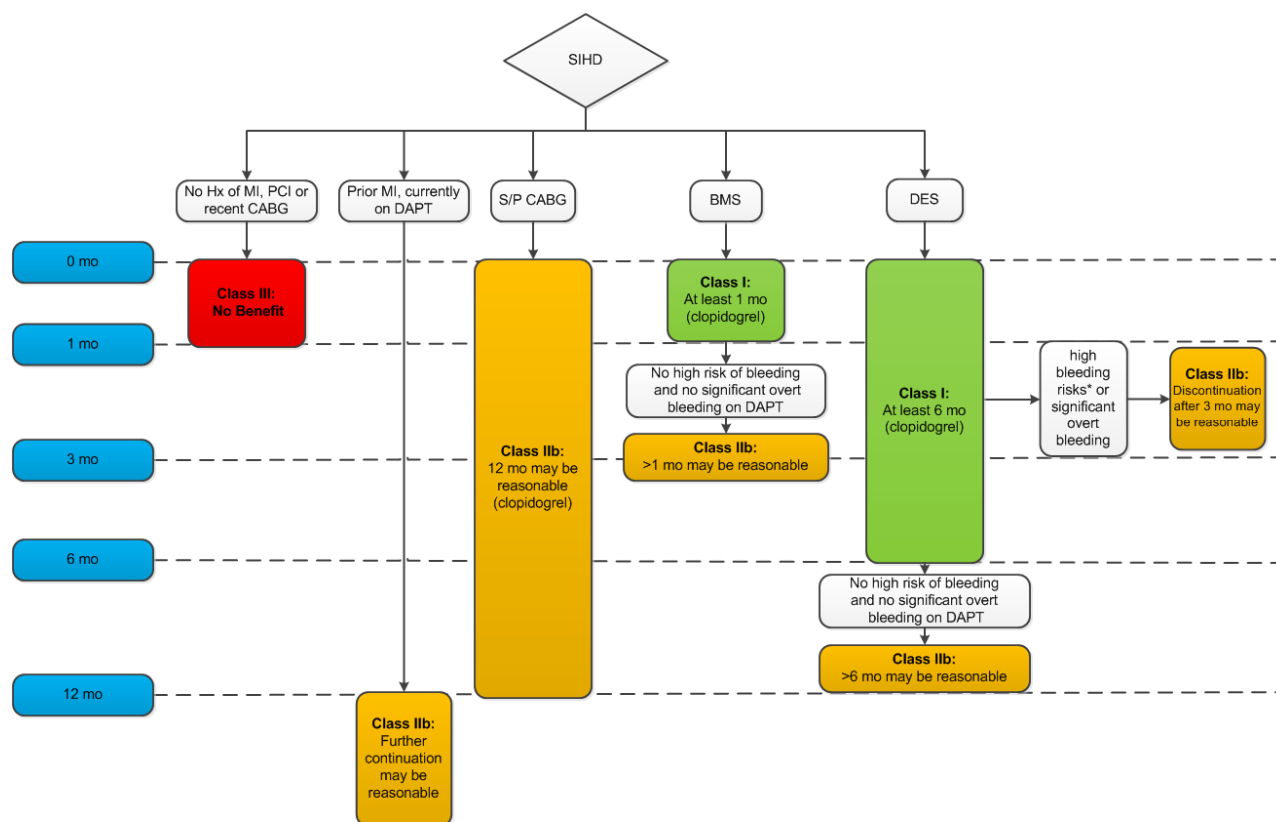 SIHD
No Hx of MI, PCI or
recent CABG
Prior MI, currently
on DAPT
S/P CABG
BMS
DES
0 mo
Class III:
No Benefit
Class I:
At least 1 mo
(clopidogrel)
1 mo
No high risk of bleeding
and no significant overt
bleeding on DAPT
Class I:
At least 6 mo
(clopidogrel)
high
bleeding
risks* or
significant
overt
bleeding
Class IIb:
Discontinuation
after 3 mo may
be reasonable
3 mo
Class IIb:
12 mo may be
reasonable
(clopidogrel)
Class IIb:
>1 mo may be reasonable
6 mo
No high risk of bleeding
and no significant overt
bleeding on DAPT
Class IIb:
>6 mo may be reasonable
12 mo
Class IIb:
Further
continuation
may be
reasonable